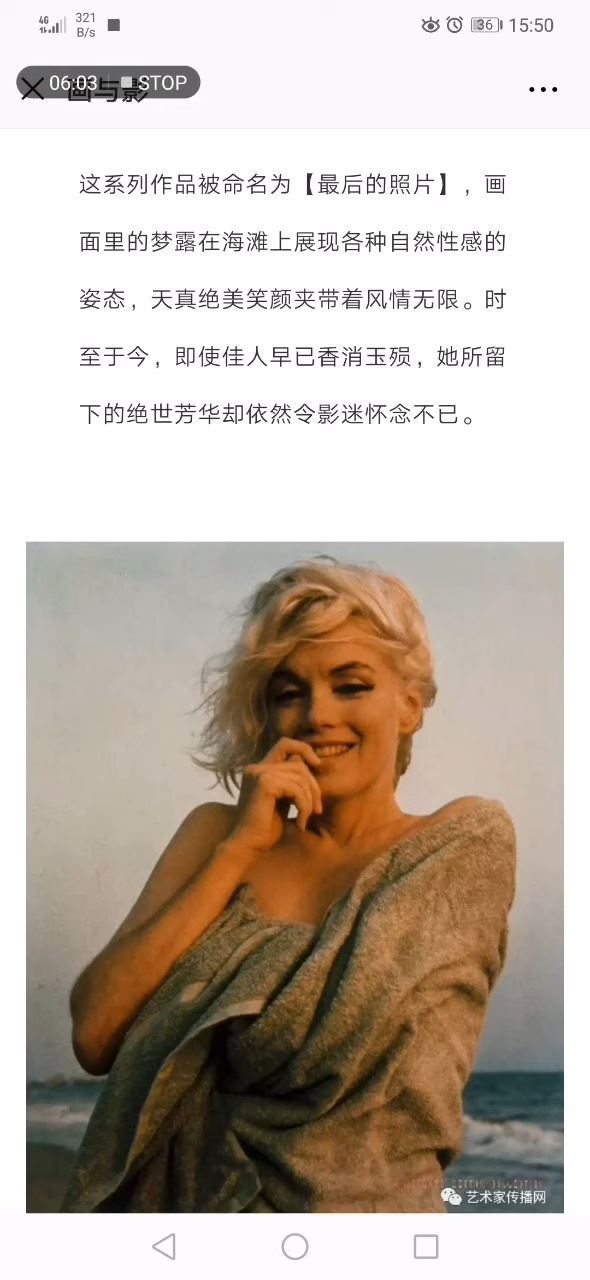 4G
321
B/s
36
15:50
06:03
STOP
画与影
这系列作品被命名为【最后的照片】，画
面里的梦露在海滩上展现各种自然性感的
姿态，天真绝美笑颜夹带着风情无限。时
至于今，即使佳人早已香消玉殒，她所留
下的绝世芳华却依然令影迷怀念不已。
艺术家传播网